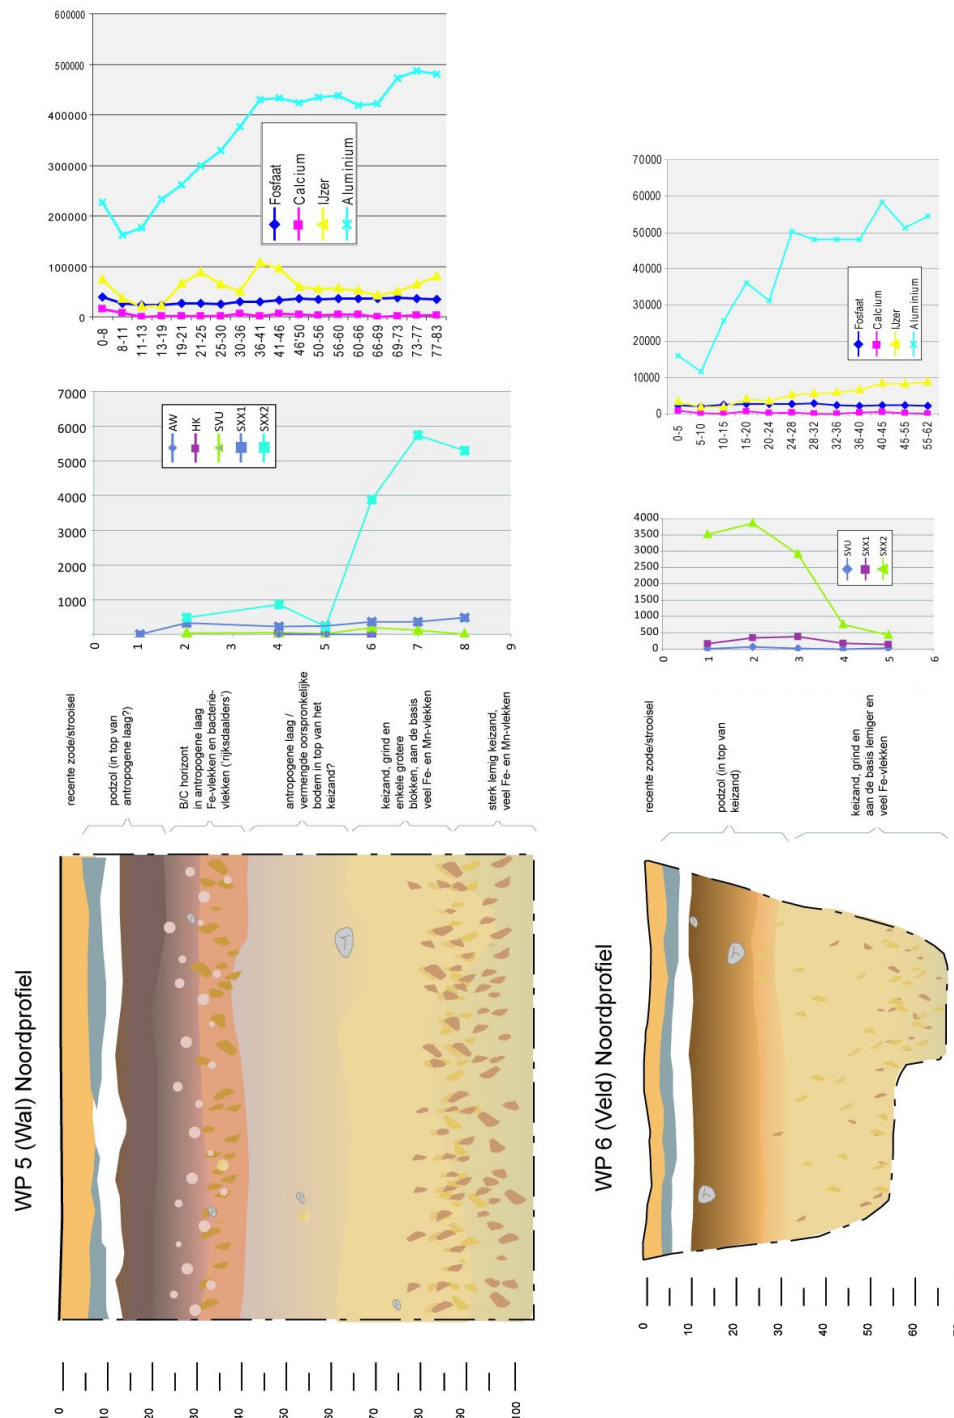 600000
500000
400000
300000
200000
100000
0
0-8
8-11
11-13
13-19
19-21
21-25
25-30
30-36
36-41
41-46
46*50
50-56
56-60
60-66
66-69
69-73
73-77
77-83
Fosfaat
Calcium
IJzer
Aluminium
70000
60000
50000
40000
30000
20000
10000
0
0-5
5-10
10-15
15-20
20-24
24-28
28-32
32-36
36-40
40-45
45-55
55-62
Fosfaat
Calcium
IJzer
Aluminium
7000
6000
5000
4000
3000
2000
1000
0
1
2
3
4
5
6
7
8
9
AW
HK
SVU
SXX1
SXX2
4000
3500
3000
2500
2000
1500
1000
500
0
0
1
2
3
4
5
6
SVU
SXX1
SXX2
WP 5 (Wal) Noordprofiel
recente zode/strooisel
podzol (in top van
antropogene laag?)
B/C horizont
in antropogene laag
Fe-vlekken en bacterie-
vlekken ('rijksdaalders')
antropogene laag /
vermengde oorspronkelijke
bodem in top van het
keizand?
keizand, grind en
enkele grotere
blokken, aan de basis
veel Fe- en Mn-vlekken
sterk lemig keizand,
veel Fe- en Mn-vlekken
0
10
20
30
40
50
60
70
80
90
100
WP 6 (Veld) Noordprofiel
recente zode/strooisel
podzol (in top van
keizand)
keizand, grind en
aan de basis lemiger en
veel Fe-vlekken
0
10
20
30
40
50
60
70